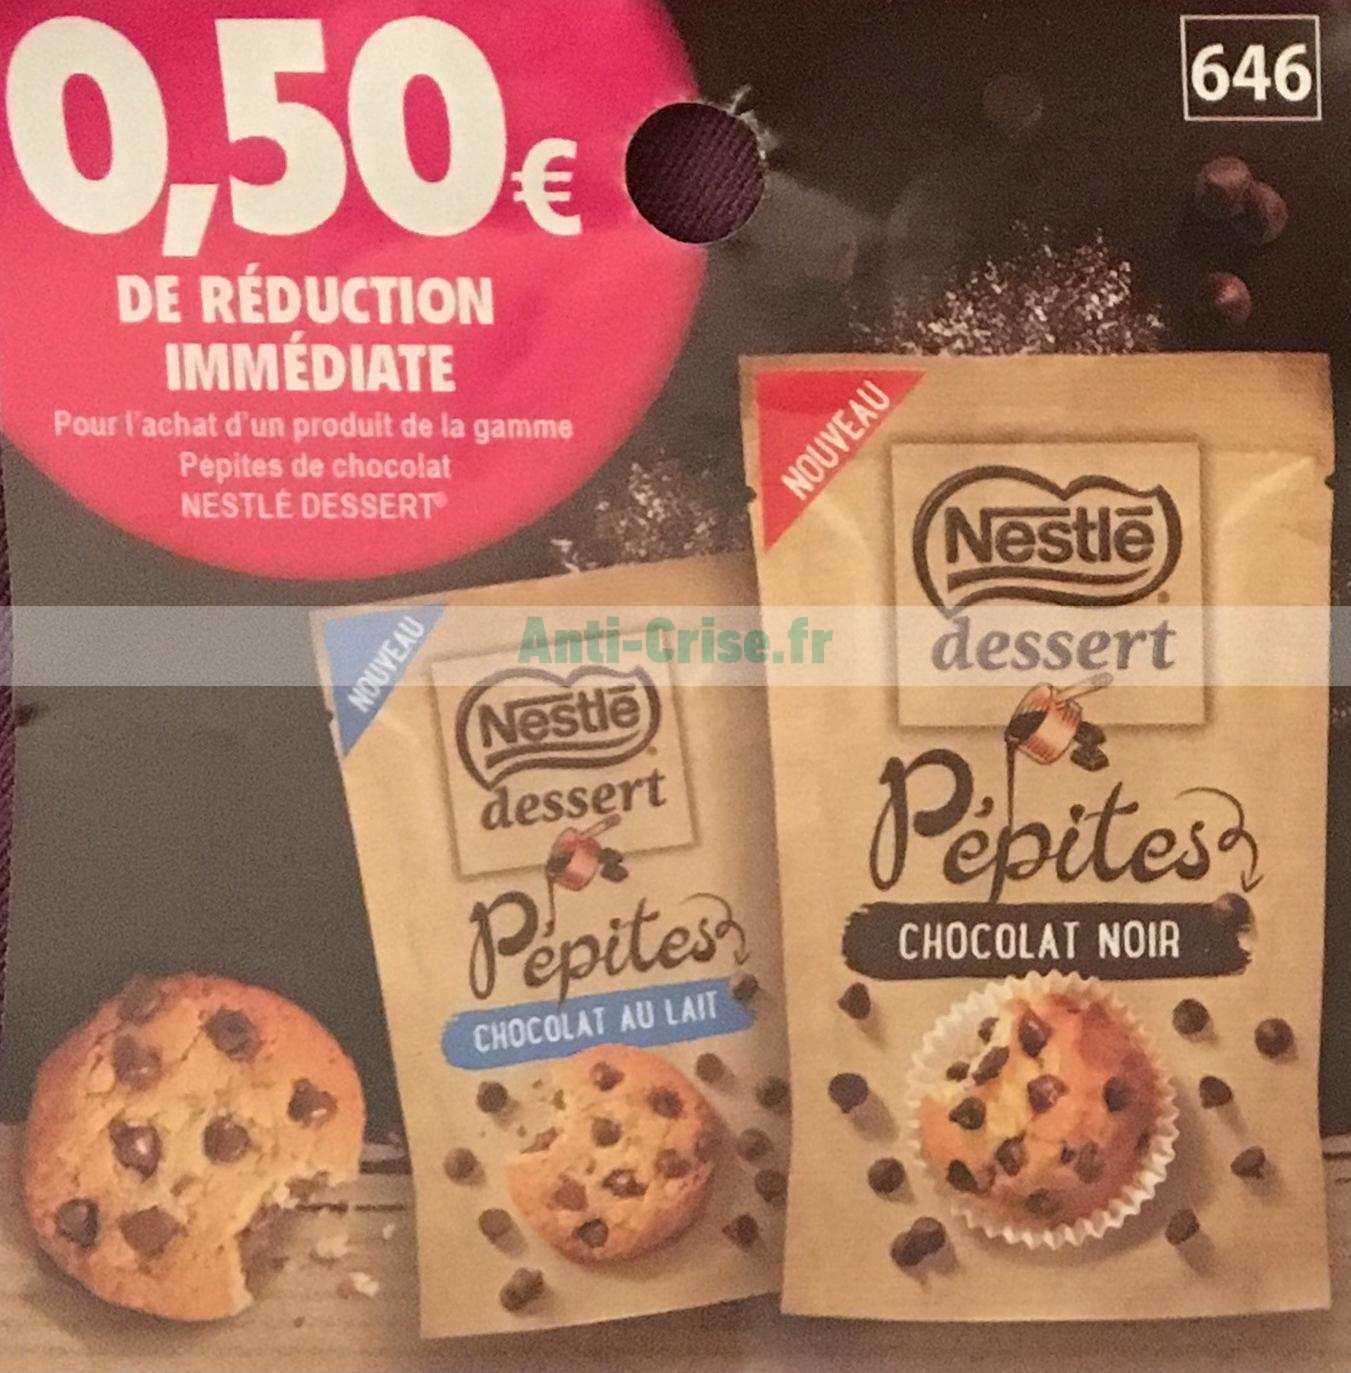 0,50€
646
DE RÉDUCTION
IMMÉDIATE
Pour l'achat d'un produit de la gamme
Pépites de chocolat
NESTLÉ DESSERT®
NOUVEAU
Nestlé
dessert
Pépites
CHOCOLAT NOIR
NOUVEAU
Nestlé
dessert
Pépites
CHOCOLAT AU LAIT
Anti-Crise.fr